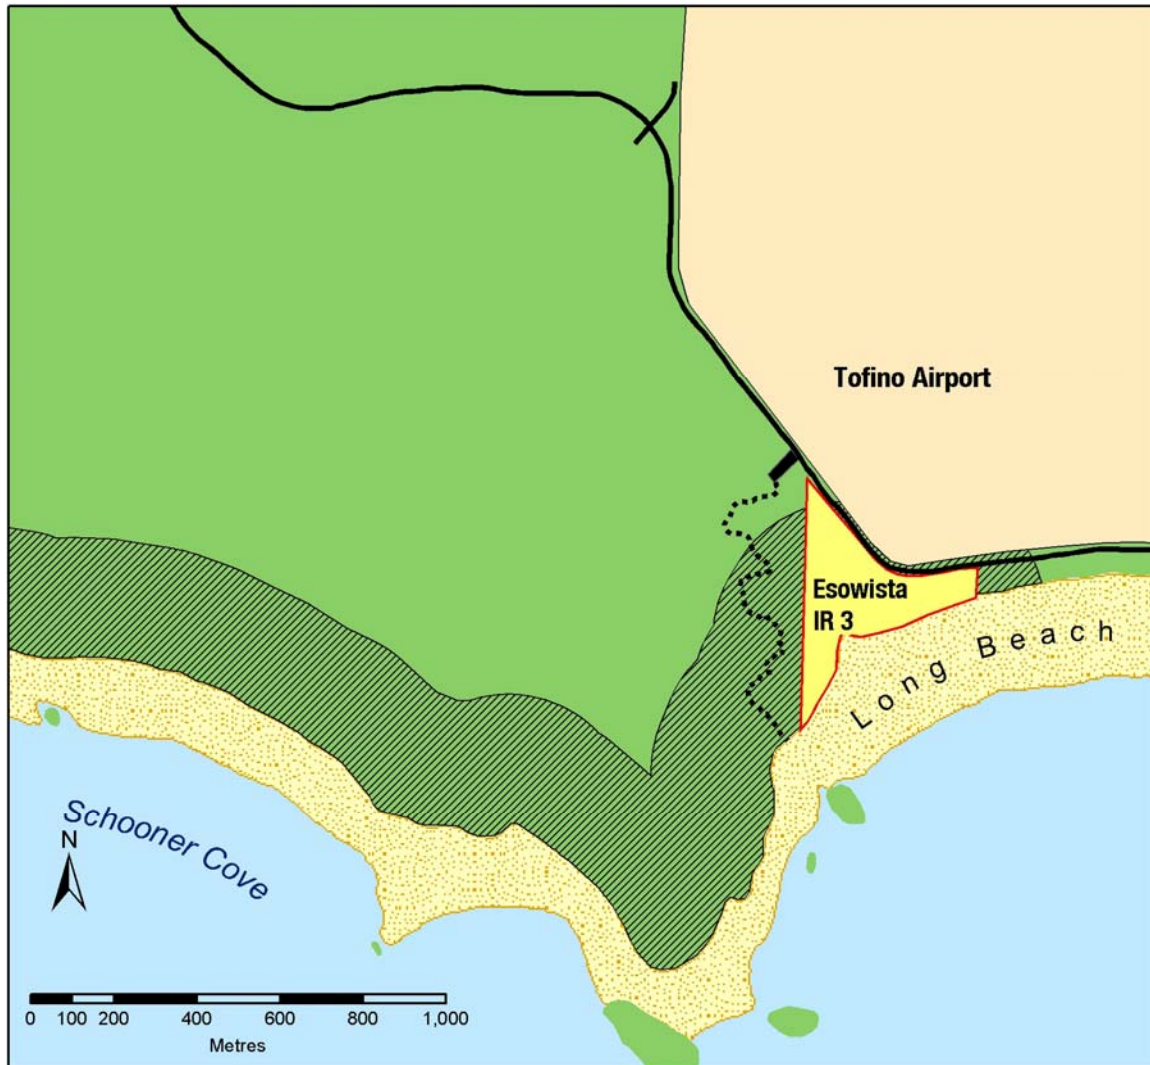 Tofino Airport
Esowista
IR 3
Long Beach
Schooner Cove
N
0 100 200 400 600 800 1,000
Metres